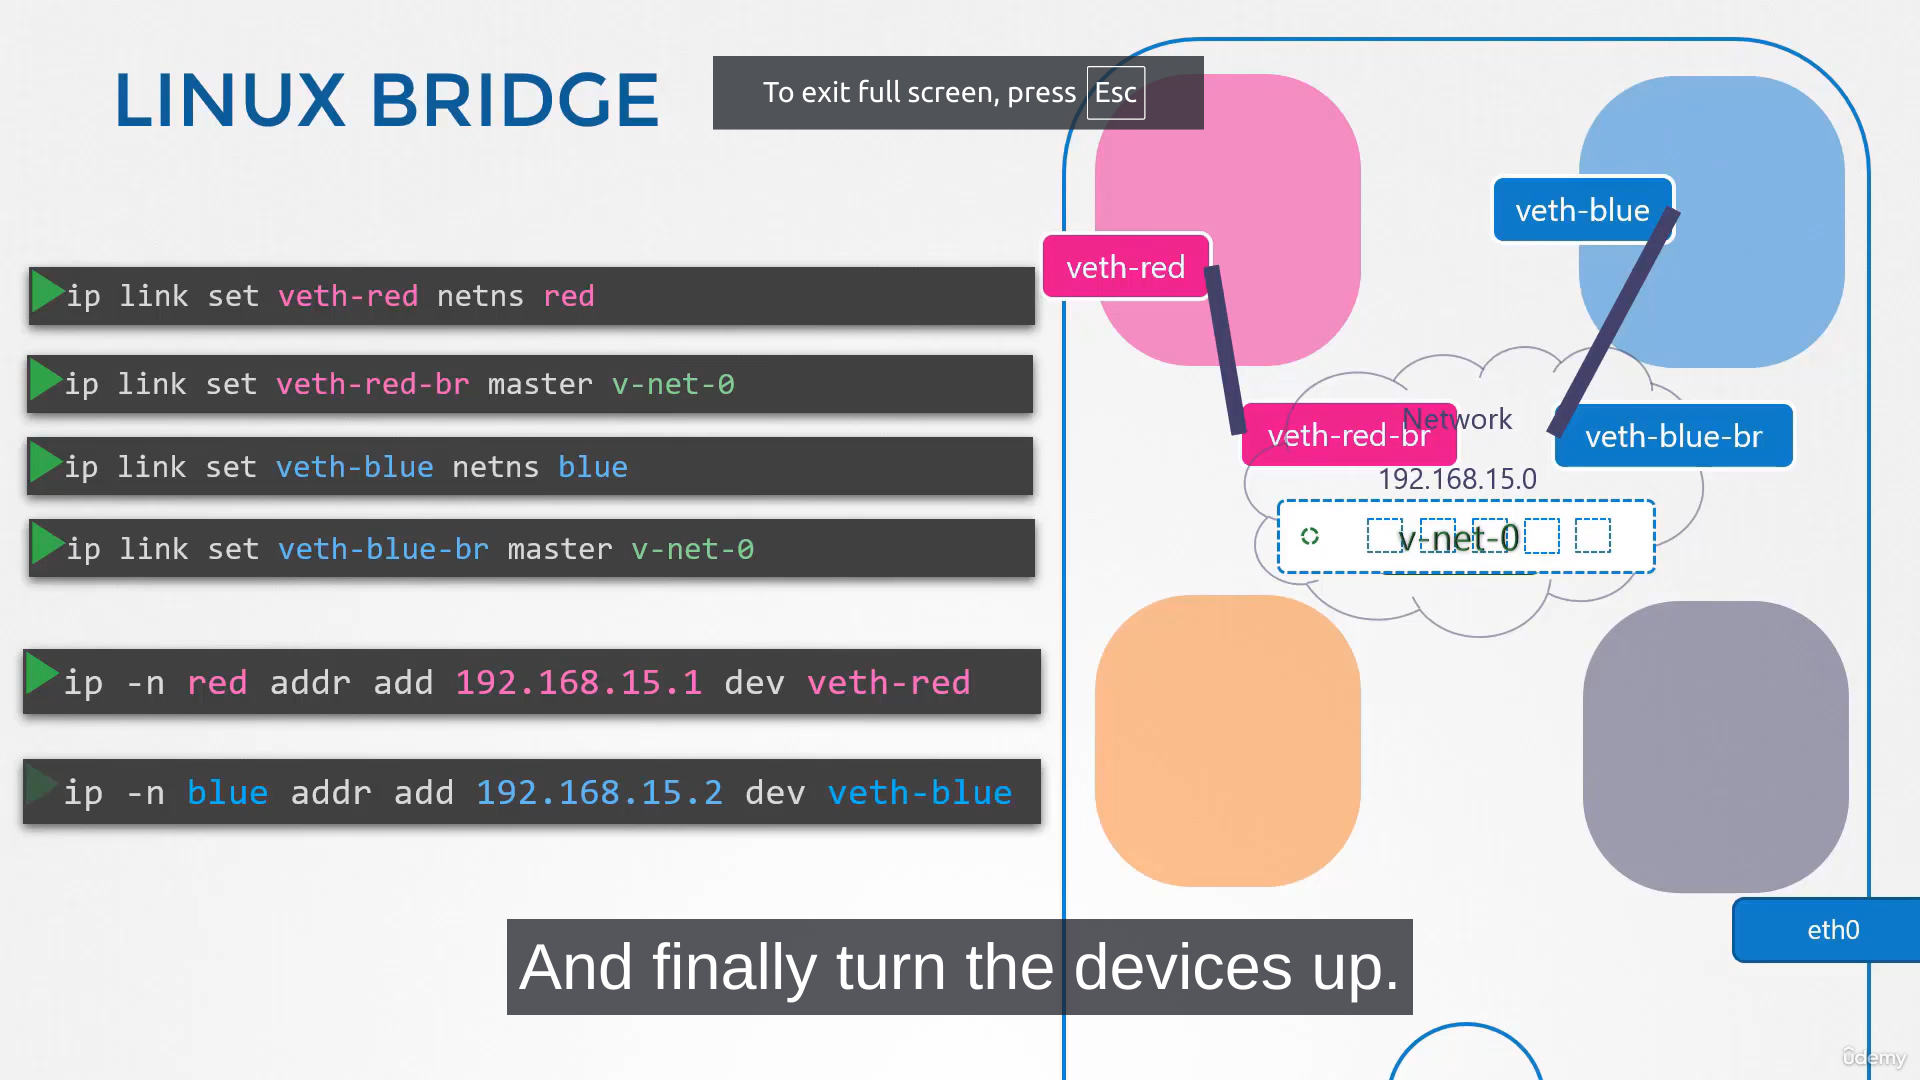 LINUX BRIDGE
To exit full screen, press Esc
veth-blue
veth-red
ip link set veth-red netns red
ip link set veth-red-br master v-net-0
ip link set veth-blue netns blue
ip link set veth-blue-br master v-net-0
ip -n red addr add 192.168.15.1 dev veth-red
ip -n blue addr add 192.168.15.2 dev veth-blue
Network
veth-red-br
veth-blue-br
192.168.15.0
v-net-0
eth0
And finally turn the devices up.
ûdemy